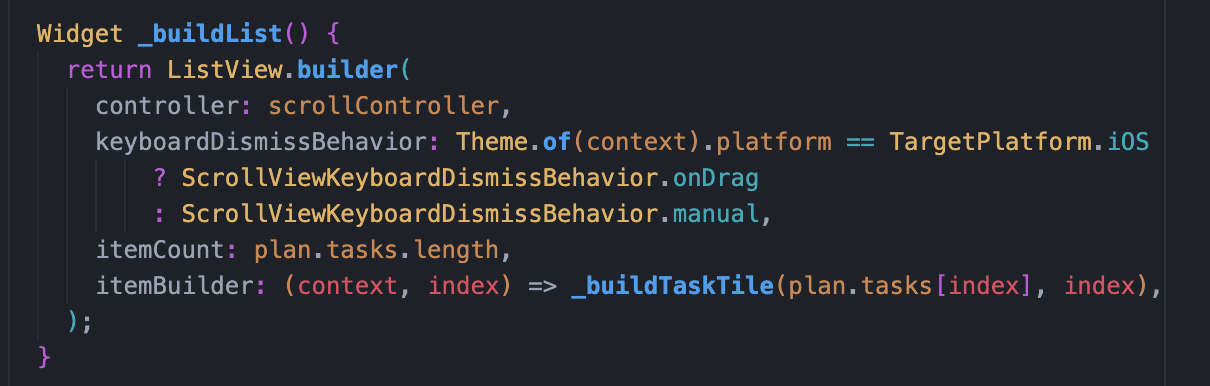 Widget _buildList() {
  return ListView.builder(
    controller: scrollController,
    keyboardDismissBehavior: Theme.of(context).platform == TargetPlatform.iOS
        ? ScrollViewKeyboardDismissBehavior.onDrag
        : ScrollViewKeyboardDismissBehavior.manual,
    itemCount: plan.tasks.length,
    itemBuilder: (context, index) => _buildTaskTile(plan.tasks[index], index),
  );
}